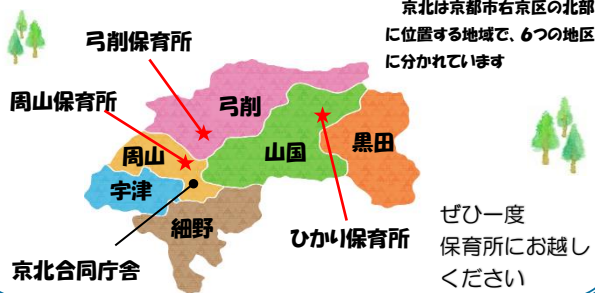 京北は京都市右京区の北部
に位置する地域で、6つの地区
に分かれています
弓削保育所
周山保育所
弓削
周山
山国
黒田
宇津
細野
ひかり保育所
京北合同庁舎
ぜひ一度
保育所にお越し
ください